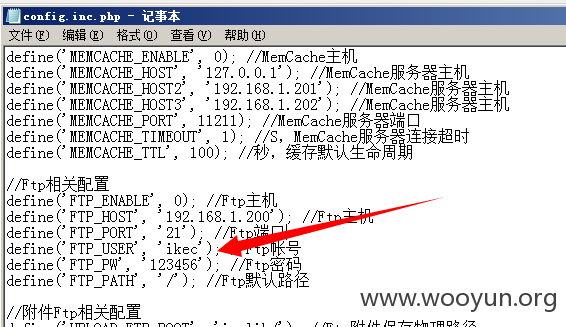 config.inc.php - 记事本
文件(F) 编辑(E) 格式(O) 查看(V) 帮助(H)
define('MEMCACHE_ENABLE', 0); //MemCache主机
define('MEMCACHE_HOST', '127.0.0.1'); //MemCache服务器主机
define('MEMCACHE_HOST2', '192.168.1.201'); //MemCache服务器主机
define('MEMCACHE_HOST3', '192.168.1.202'); //MemCache服务器主机
define('MEMCACHE_PORT', 11211); //MemCache服务器端口
define('MEMCACHE_TIMEOUT', 1); //S，MemCache服务器连接超时
define('MEMCACHE_TTL', 100); //秒，缓存默认生命周期
//Ftp相关配置
define('FTP_ENABLE', 0); //Ftp主机
define('FTP_HOST', '192.168.1.200'); //Ftp主机
define('FTP_PORT', '21'); //Ftp端口
define('FTP_USER', 'ikec'); Ftp帐号
define('FTP_PW', '123456'); //Ftp密码
define('FTP_PATH', '/'); //Ftp默认路径
//附件Ftp相关配置
www.wooyun.org